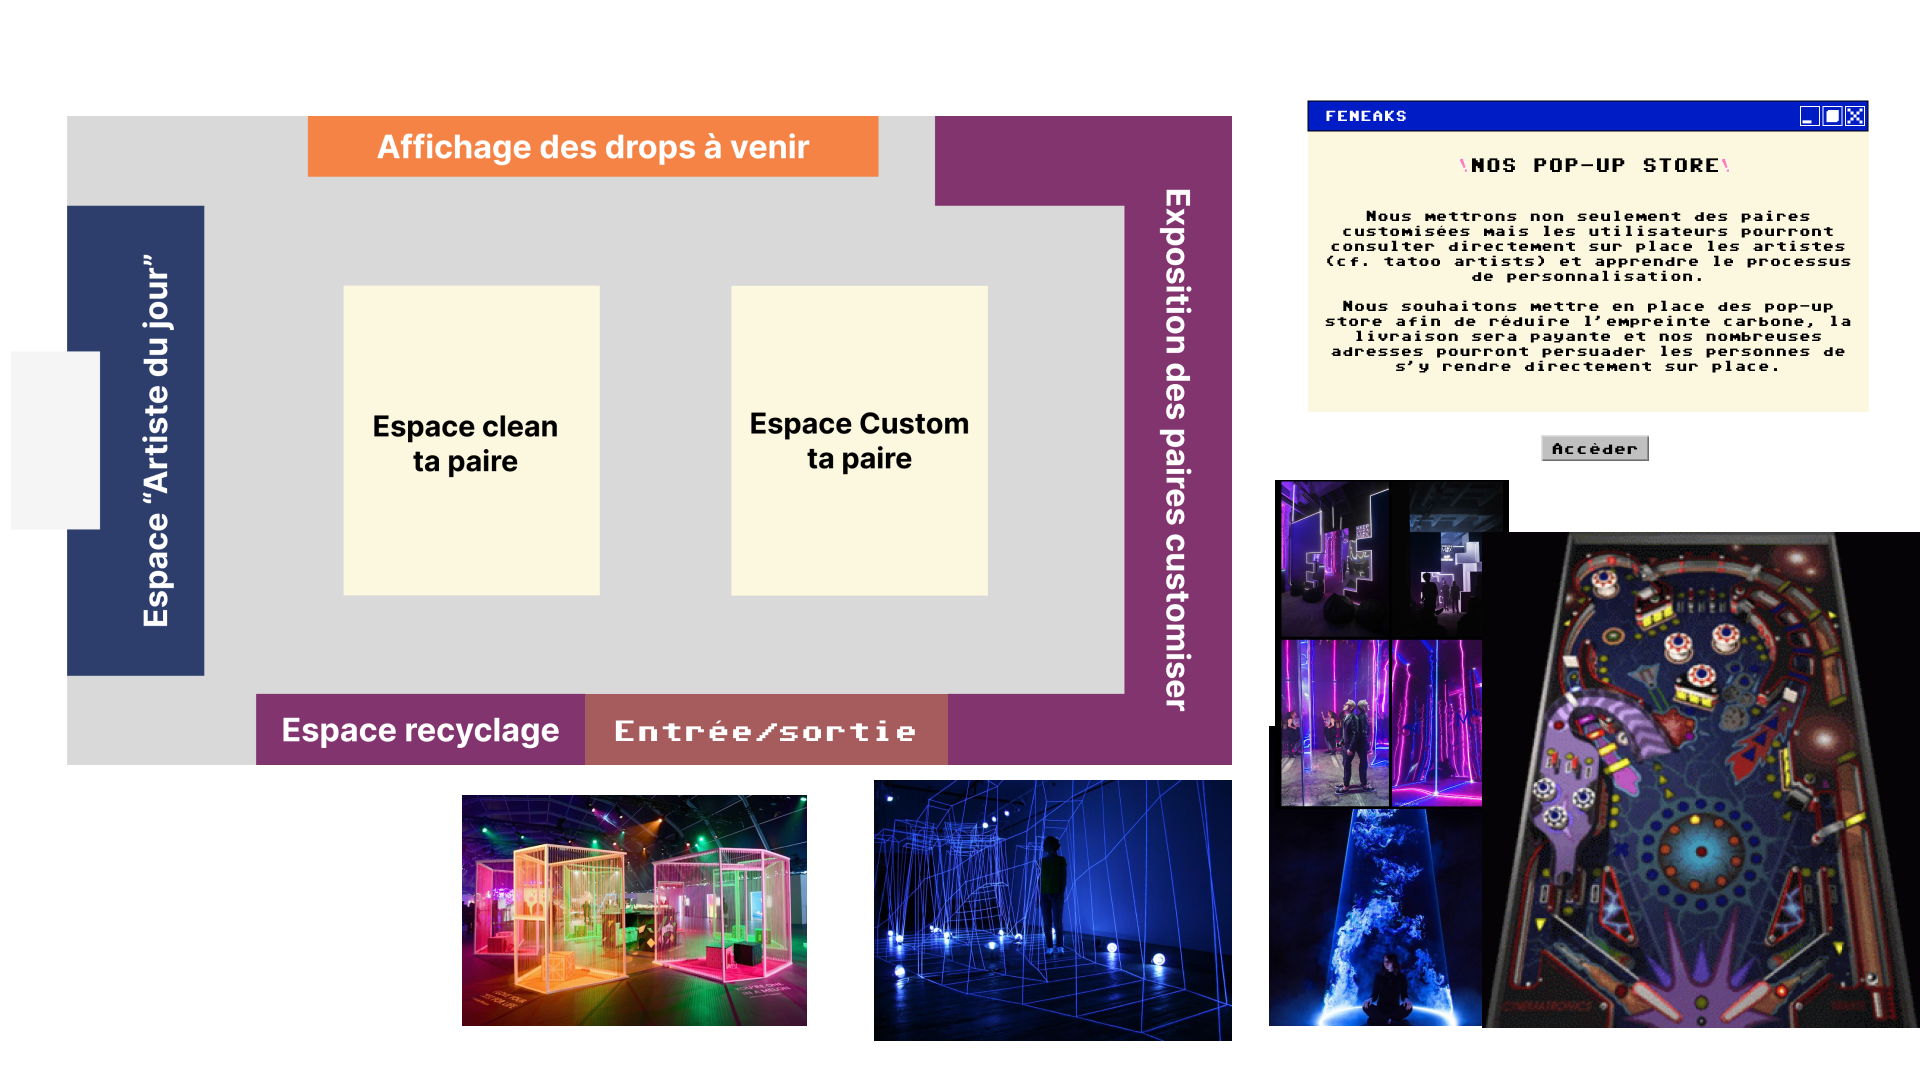 Affichage des drops à venir
Espace “Artiste du jour”
Espace clean
ta paire
Espace Custom
ta paire
Exposition des paires customiser
Espace recyclage
Entrée/sortie
FENEAKS
\NOS POP-UP STORE\
Nous mettrons non seulement des paires
customisées mais les utilisateurs pourront
consulter directement sur place les artistes
(cf. tatoo artists) et apprendre le processus
de personnalisation.
Nous souhaitons mettre en place des pop-up
store afin de réduire l’empreinte carbone, la
livraison sera payante et nos nombreuses
adresses pourront persuader les personnes de
s’y rendre directement sur place.
Accèder
CINEMATRONICS